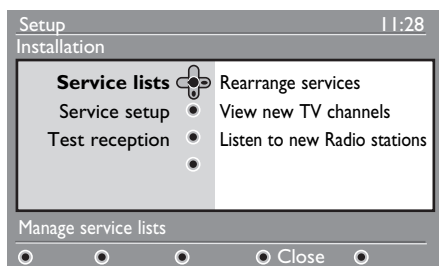 Setup 11:28
Installation
Service lists Rearrange services
Service setup View new TV channels
Test reception Listen to new Radio stations
Manage service lists
Close